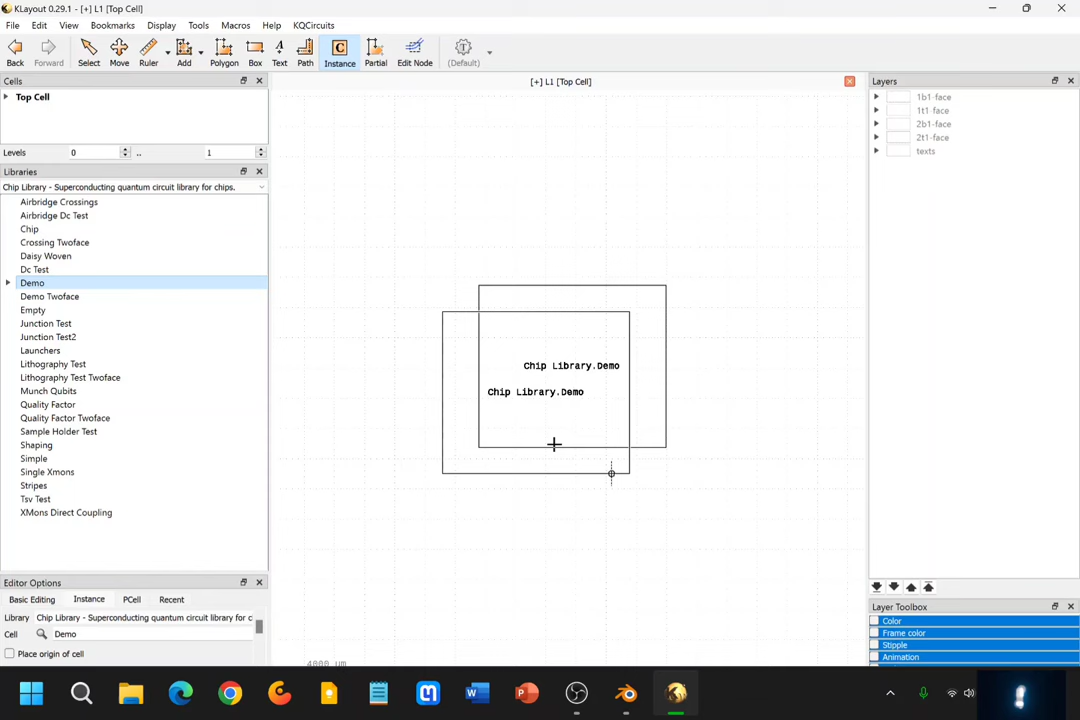 KLayout 0.29.1 - [+] L1 [Top Cell]
File Edit View Bookmarks Display Tools Macros Help KQCircuits
Back Forward Select Move Ruler Add Polygon Box Text Path Instance Partial Edit Node (Default)
Cells
Top Cell
Levels 0 .. 1
Libraries
Chip Library - Superconducting quantum circuit library for chips.
Airbridge Crossings
Airbridge Dc Test
Chip
Crossing Twoface
Daisy Woven
Dc Test
Demo
Demo Twoface
Empty
Junction Test
Junction Test2
Launchers
Lithography Test
Lithography Test Twoface
Munch Qubits
Quality Factor
Quality Factor Twoface
Sample Holder Test
Shaping
Simple
Single Xmons
Stripes
Tsv Test
XMons Direct Coupling
Editor Options
Basic Editing Instance PCell Recent
Library Chip Library - Superconducting quantum circuit library for c
Cell Demo
Place origin of cell
[+] L1 [Top Cell]
Chip Library.Demo
Chip Library.Demo
4000 µm
Layers
1b1-face
1t1-face
2b1-face
2t1-face
texts
Layer Toolbox
Color
Frame color
Stipple
Animation